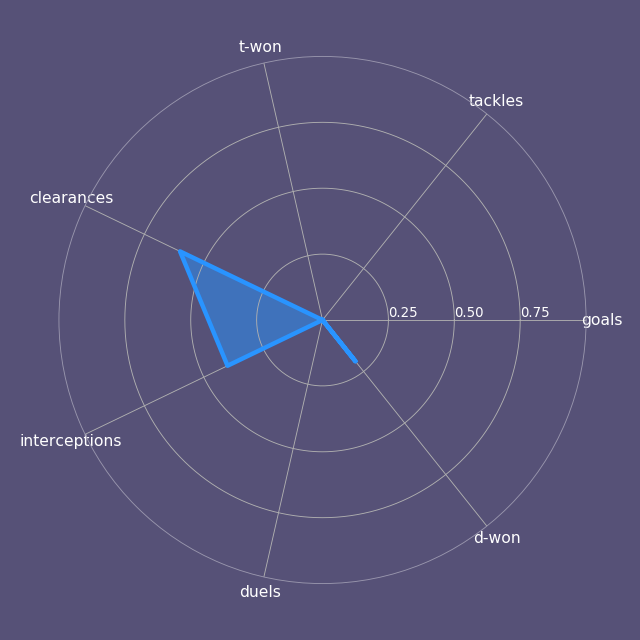 t-won
tackles
clearances
0.25 0.50 0.75
goals
interceptions
d-won
duels